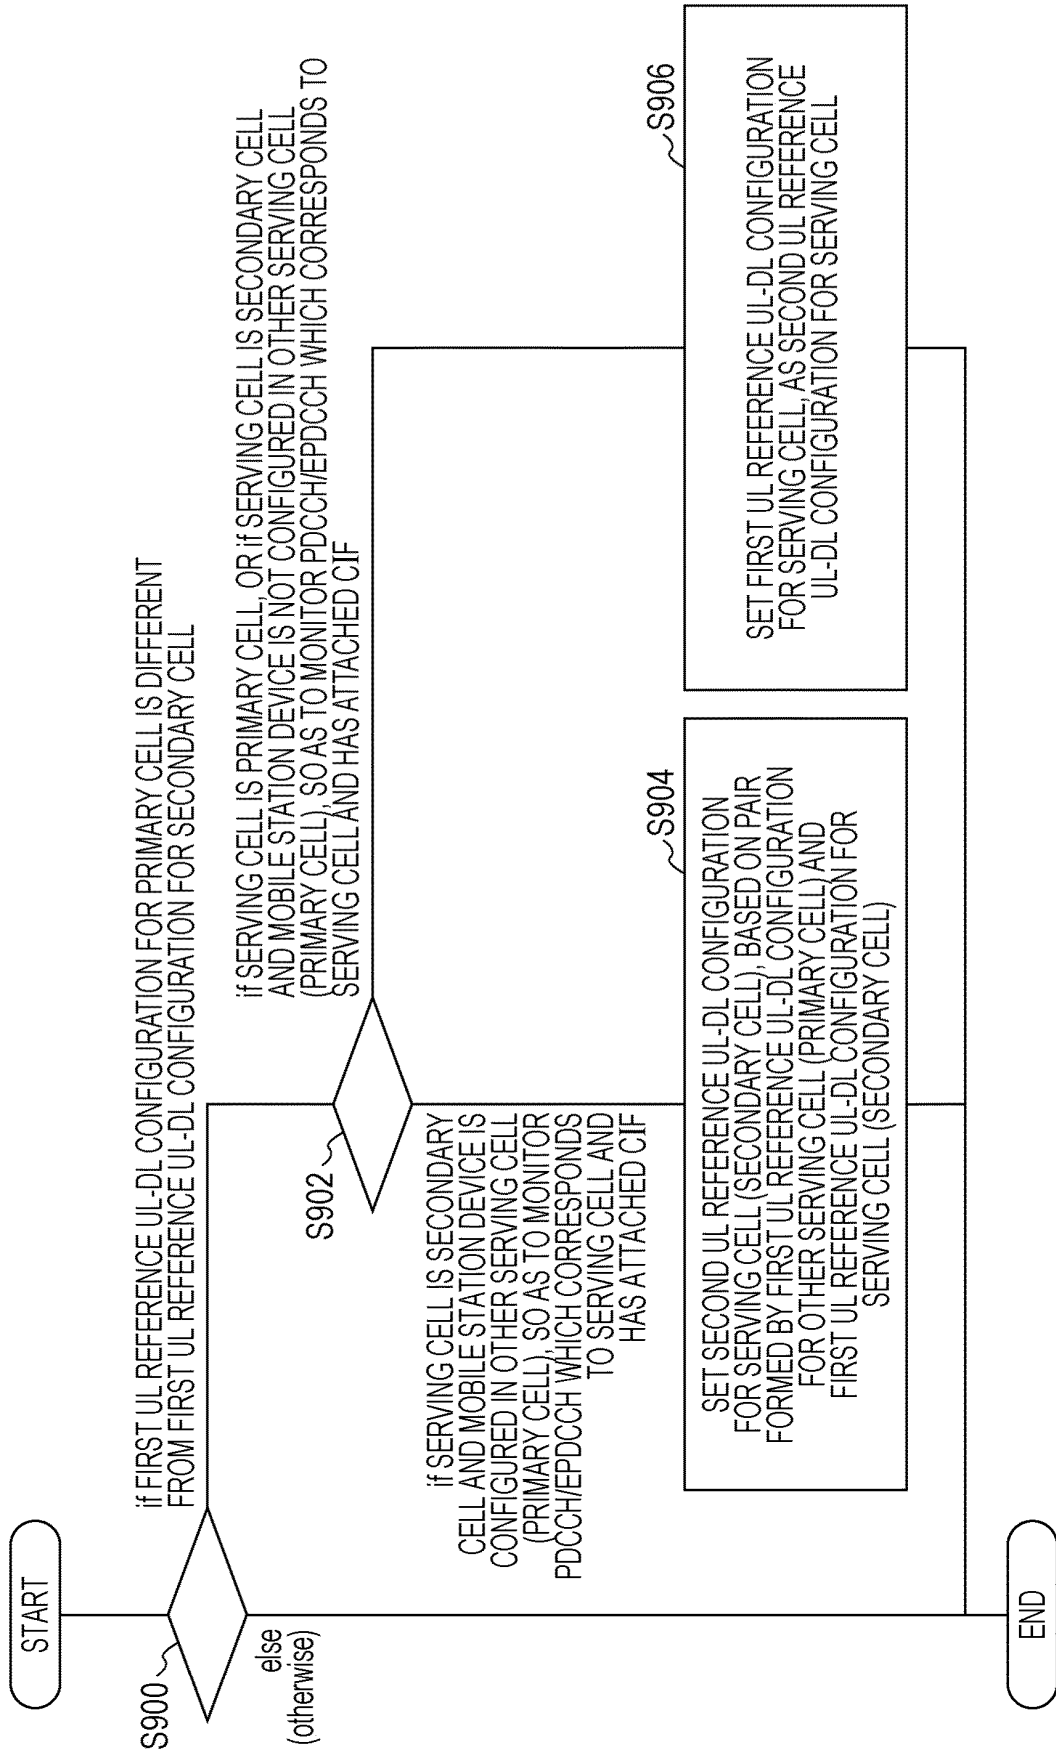 START
S900
if FIRST UL REFERENCE UL-DL CONFIGURATION FOR PRIMARY CELL IS DIFFERENT
FROM FIRST UL REFERENCE UL-DL CONFIGURATION FOR SECONDARY CELL
else
(otherwise)
S902
if SERVING CELL IS PRIMARY CELL, OR if SERVING CELL IS SECONDARY CELL
AND MOBILE STATION DEVICE IS NOT CONFIGURED IN OTHER SERVING CELL
(PRIMARY CELL), SO AS TO MONITOR PDCCH/EPDCCH WHICH CORRESPONDS TO
SERVING CELL AND HAS ATTACHED CIF
if SERVING CELL IS SECONDARY
CELL AND MOBILE STATION DEVICE IS
CONFIGURED IN OTHER SERVING CELL
(PRIMARY CELL), SO AS TO MONITOR
PDCCH/EPDCCH WHICH CORRESPONDS
TO SERVING CELL AND
HAS ATTACHED CIF
S904
SET SECOND UL REFERENCE UL-DL CONFIGURATION
FOR SERVING CELL (SECONDARY CELL), BASED ON PAIR
FORMED BY FIRST UL REFERENCE UL-DL CONFIGURATION
FOR OTHER SERVING CELL (PRIMARY CELL) AND
FIRST UL REFERENCE UL-DL CONFIGURATION FOR
SERVING CELL (SECONDARY CELL)
S906
SET FIRST UL REFERENCE UL-DL CONFIGURATION
FOR SERVING CELL, AS SECOND UL REFERENCE
UL-DL CONFIGURATION FOR SERVING CELL
END